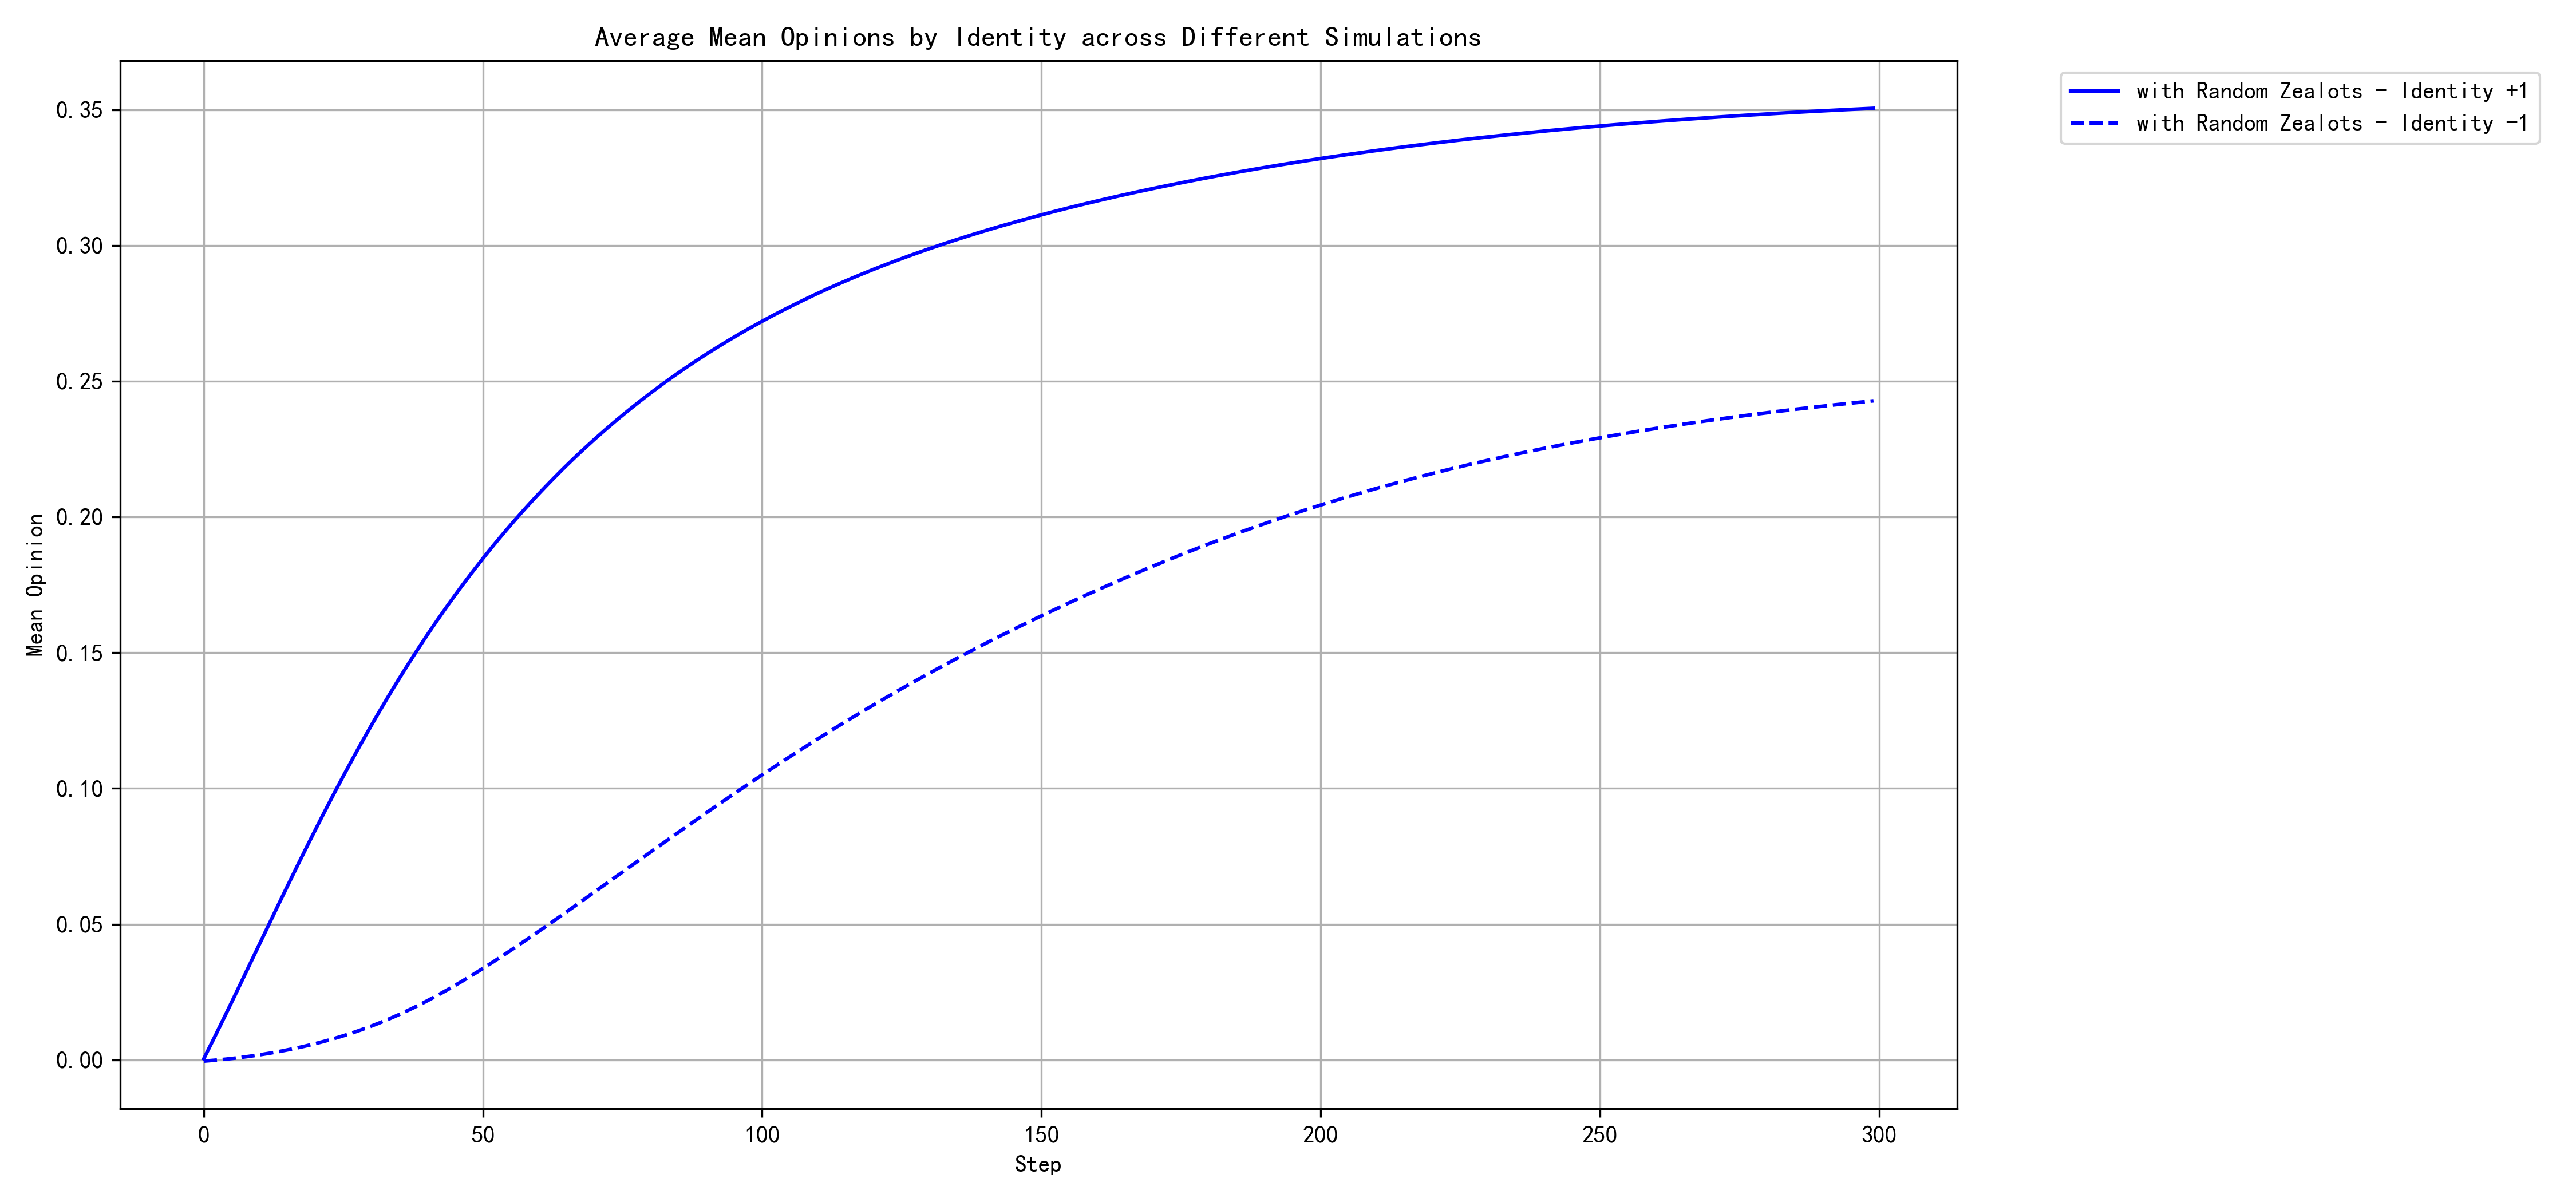 Average Mean Opinions by Identity across Different Simulations
with Random Zealots - Identity +1
with Random Zealots - Identity -1
Mean Opinion
0.35
0.30
0.25
0.20
0.15
0.10
0.05
0.00
0 50 100 150 200 250 300
Step